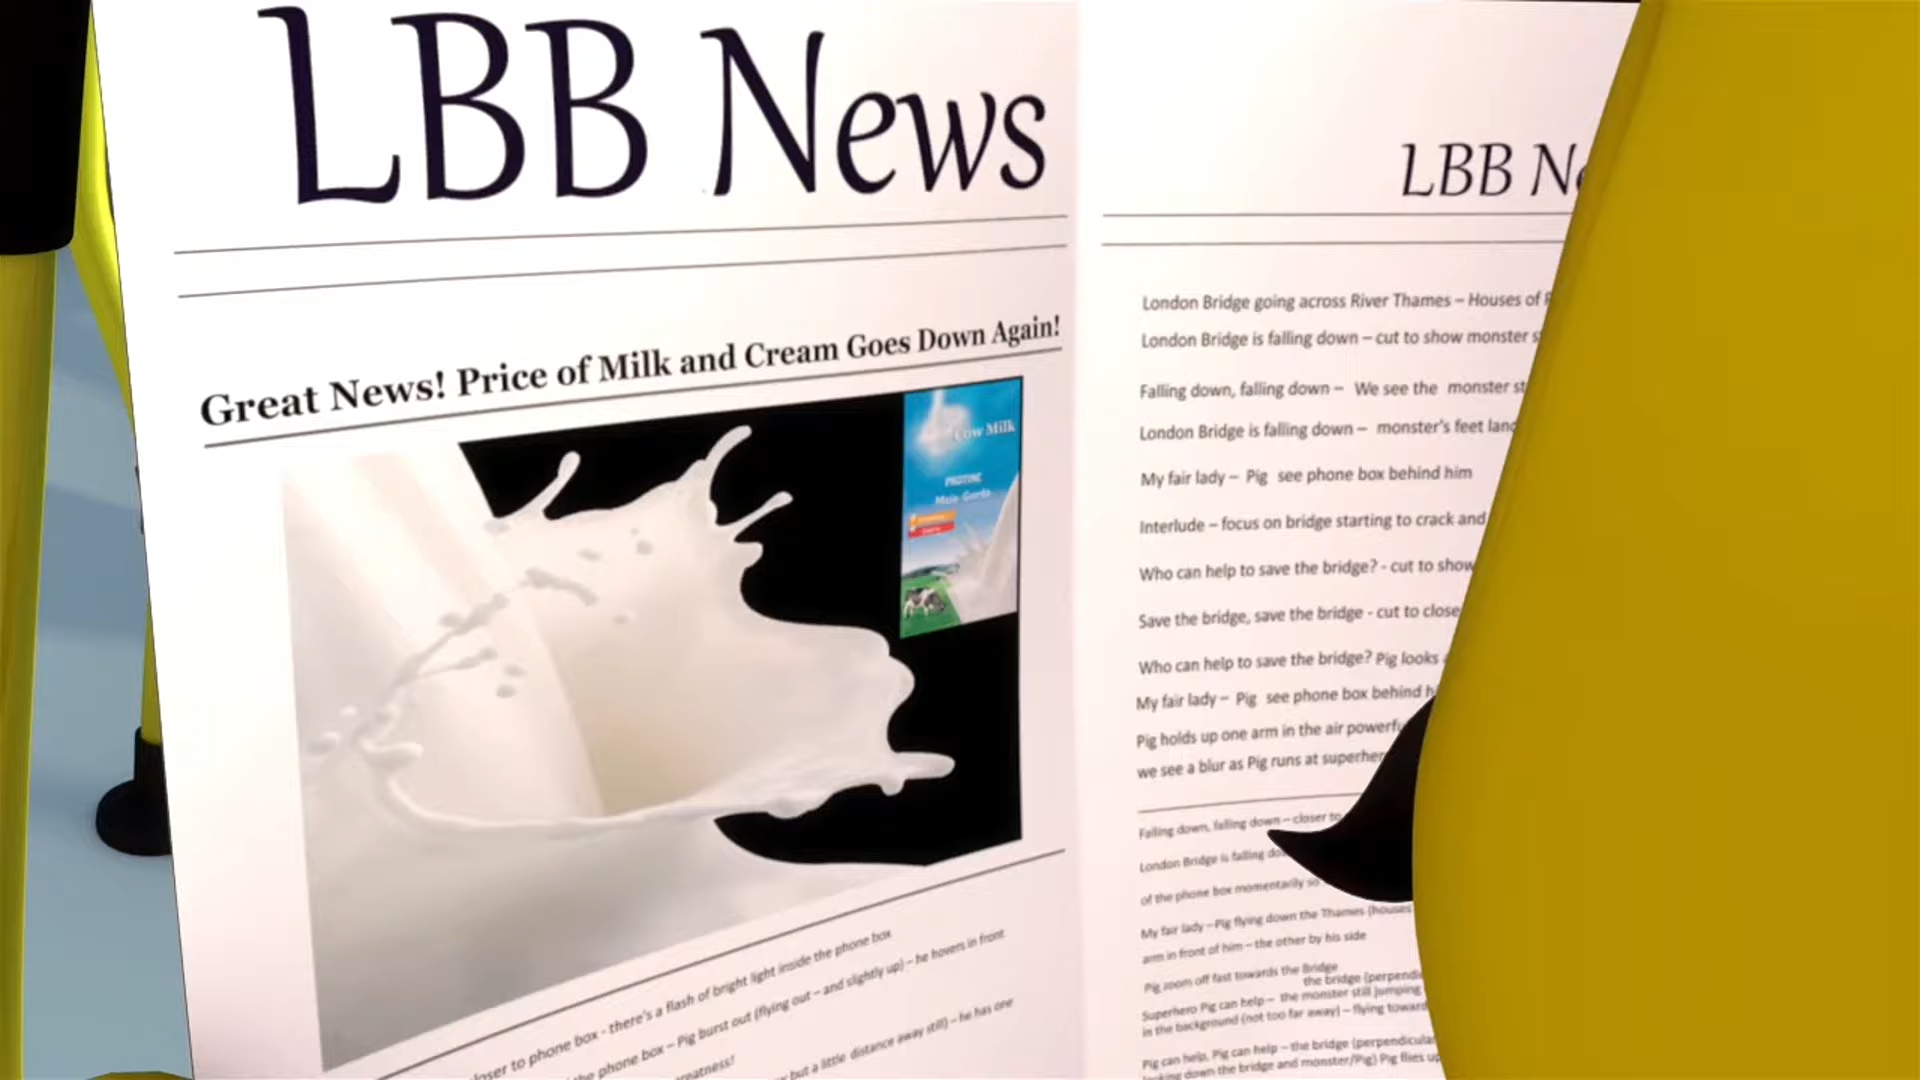 LBB News
Great News! Price of Milk and Cream Goes Down Again!
Cow Milk
Meio Gordo
closer to phone box - there's a flash of bright light inside the phone box
the phone box – Pig burst out (flying out – and slightly up) – he hovers in front
but a little distance away still) – he has one
LBB
London Bridge going across River Thames – Houses of
London Bridge is falling down – cut to show monster
Falling down, falling down – We see the monster
London Bridge is falling down – monster's feet
My fair lady – Pig see phone box behind him
Interlude – focus on bridge starting to crack and
Who can help to save the bridge? - cut to show
Save the bridge, save the bridge - cut to close
Who can help to save the bridge? Pig looks
My fair lady – Pig see phone box behind
Pig holds up one arm in the air
we see a blur as Pig runs at
Falling down, falling down – closer to
London Bridge is falling
of the phone box momentarily so
My fair lady –Pig flying down the Thames (houses
arm in front of him – the other by his side
Pig zoom off fast towards the Bridge
the bridge
Superhero Pig can help – the monster still jumping
in the background (not too far away) – flying
Pig can help, Pig can help – the bridge
looking down the bridge and monster/Pig) Pig flies up